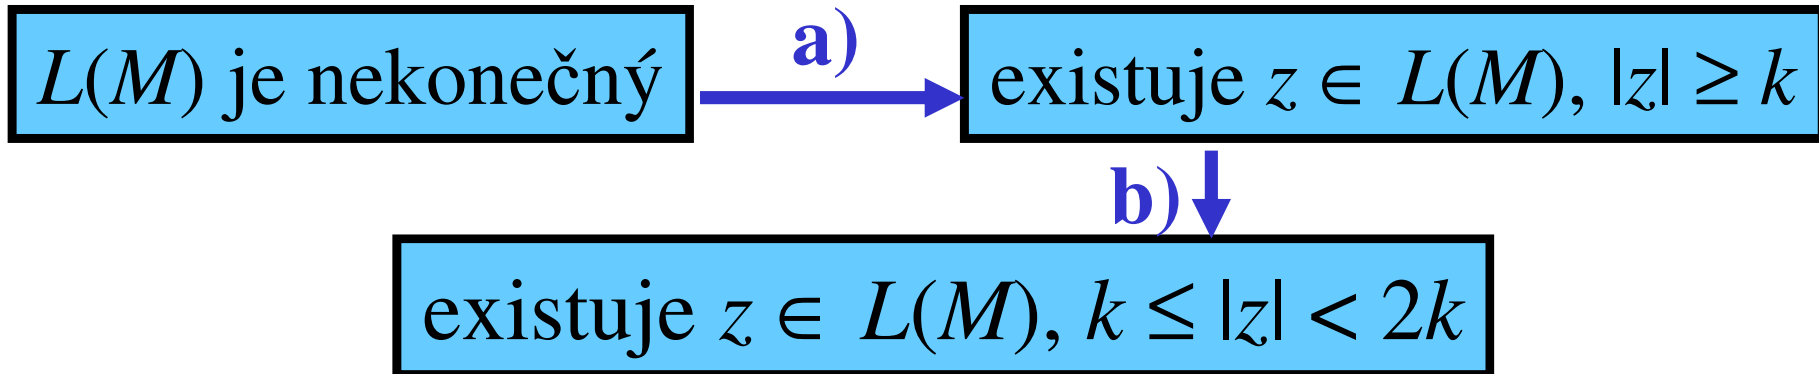 L(M) je nekonečný
a)
existuje z ∈ L(M), |z| ≥ k
b)
existuje z ∈ L(M), k ≤ |z| < 2k